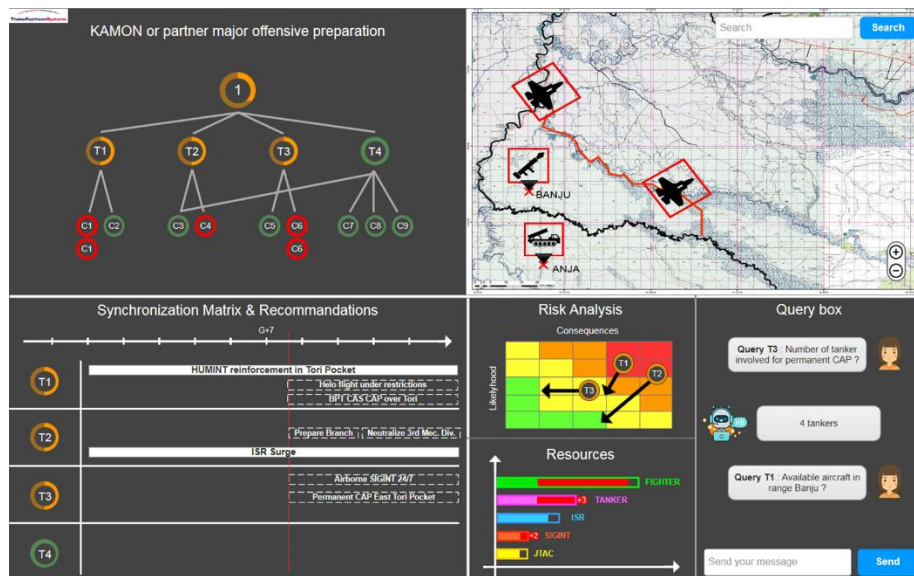 ThalesRaytheonSystems
KAMON or partner major offensive preparation
1
T1
T2
T3
T4
C1
C2
C3
C4
C5
C6
C7
C8
C9
C1
C6
Search
Search
BANJU
ANJA
+
−
Synchronization Matrix & Recommandations
G+7
T1
HUMINT reinforcement in Tori Pocket
Helo flight under restrictions
BPT CAS CAP over Tori
T2
Prepare Branch
Neutralize 3rd Mec. Div.
ISR Surge
T3
Airborne SIGINT 24/7
Permanent CAP East Tori Pocket
T4
Risk Analysis
Consequences
Likelyhood
T1
T2
T3
Resources
FIGHTER
+3
TANKER
ISR
+2
SIGINT
JTAC
Query box
Query T3 : Number of tanker
involved for permanent CAP ?
4 tankers
Query T1 : Available aircraft in
range Banju ?
Send your message
Send